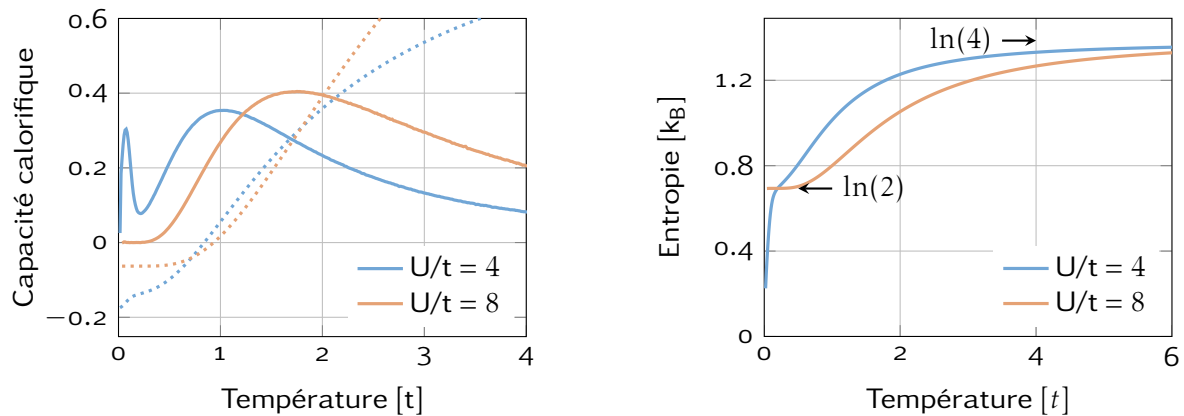 Capacité calorifique
0.6
0.4
0.2
0
−0.2
0 1 2 3 4
Température [t]
U/t = 4
U/t = 8
Entropie [k_B]
1.2
0.8
0.4
0
0 2 4 6
Température [t]
ln(4)
ln(2)
U/t = 4
U/t = 8